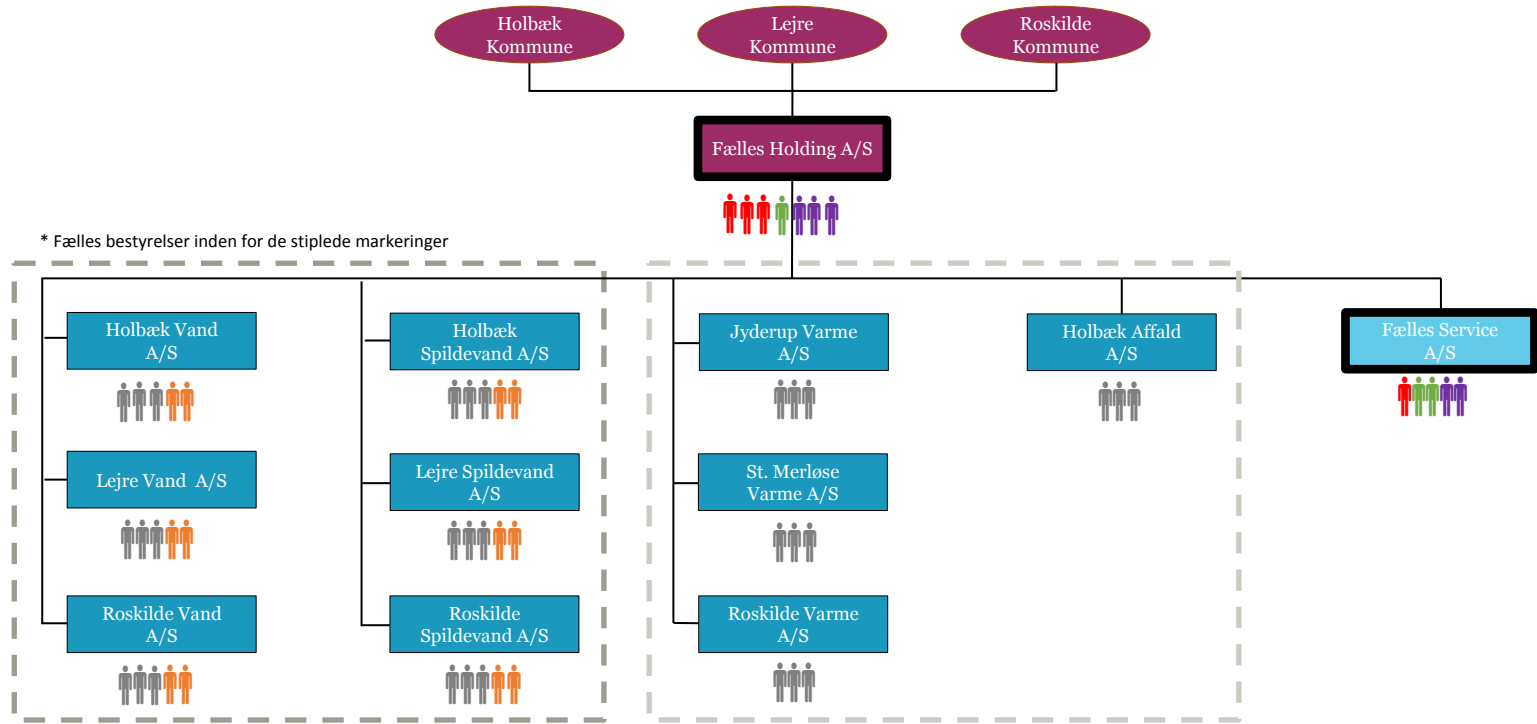 Holbæk
Kommune
Lejre
Kommune
Roskilde
Kommune
Fælles Holding A/S
* Fælles bestyrelser inden for de stiplede markeringer
Holbæk Vand
A/S
Holbæk
Spildevand A/S
Jyderup Varme
A/S
Holbæk Affald
A/S
Fælles Service
A/S
Lejre Vand A/S
Lejre Spildevand
A/S
St. Merløse
Varme A/S
Roskilde Vand
A/S
Roskilde
Spildevand A/S
Roskilde Varme
A/S